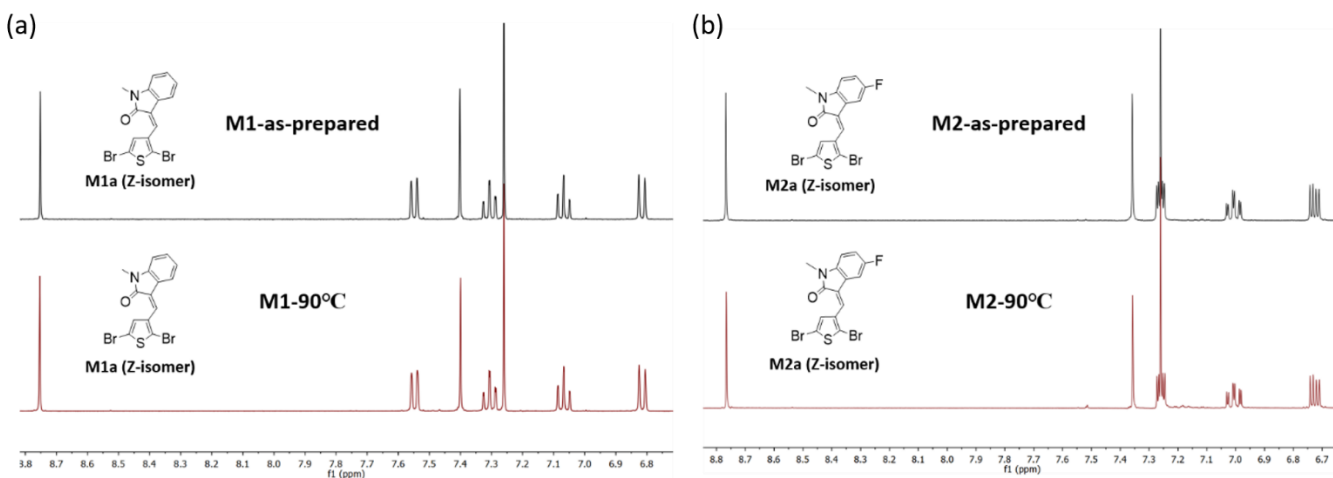 (a)
N
O
Br
S
Br
M1a (Z-isomer)
M1-as-prepared
N
O
Br
S
Br
M1a (Z-isomer)
M1-90℃
8.8 8.7 8.6 8.5 8.4 8.3 8.2 8.1 8.0 7.9 7.8 7.7 7.6 7.5 7.4 7.3 7.2 7.1 7.0 6.9 6.8
f1 (ppm)
(b)
F
N
O
Br
S
Br
M2a (Z-isomer)
M2-as-prepared
F
N
O
Br
S
Br
M2a (Z-isomer)
M2-90℃
8.8 8.7 8.6 8.5 8.4 8.3 8.2 8.1 8.0 7.9 7.8 7.7 7.6 7.5 7.4 7.3 7.2 7.1 7.0 6.9 6.8 6.7
f1 (ppm)